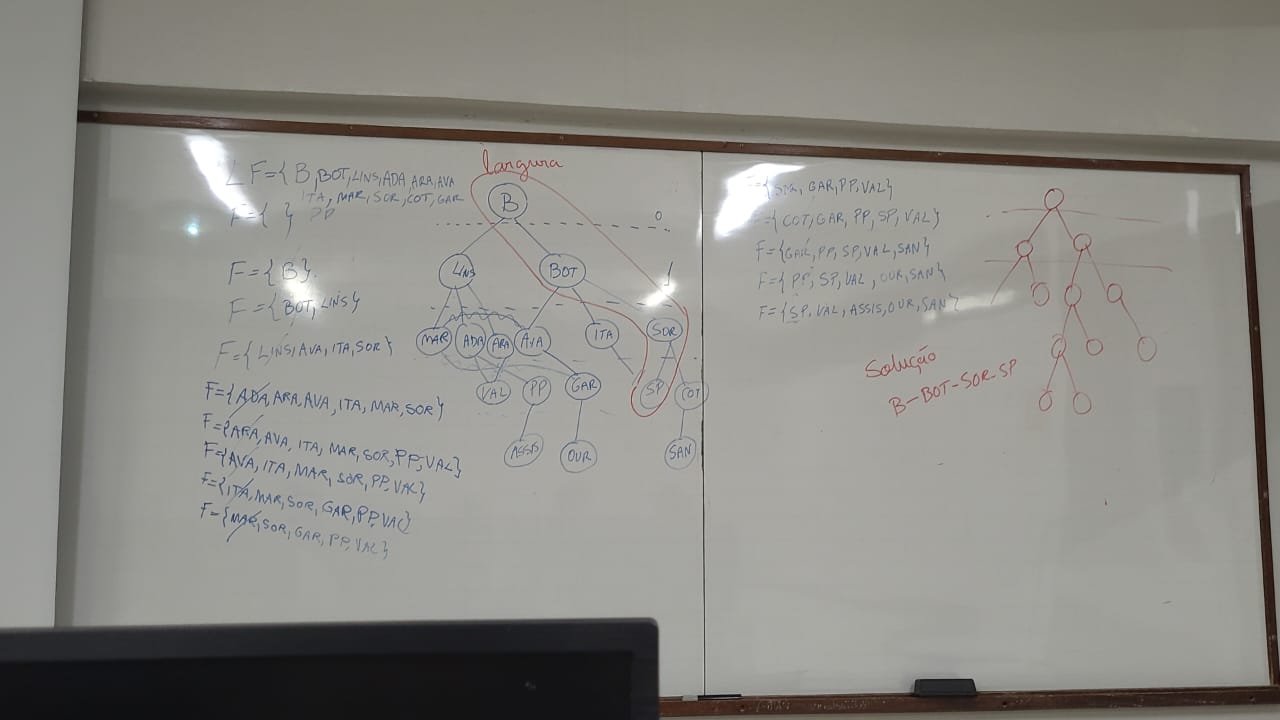 LF={B,BOT,LINS,ADA,ARA,AVA
ITA, MAR, SOR, COT, GAR
F={ } PP
F={B}
F={BOT, LINS}
F={LINS, AVA, ITA, SOR}
F={ADA, ARA, AVA, ITA, MAR, SOR}
F={ARA, AVA, ITA, MAR, SOR, PP, VAL}
F={AVA, ITA, MAR, SOR, PP, VAL}
F={ITA, MAR, SOR, GAR, PP, VAL}
F={MAR, SOR, GAR, PP, VAL}
largura
B
0
LINS BOT 1
MAR ADA ARA AVA ITA SOR
VAL PP GAR SP COT
ASSIS OUR SAN
F={SOR, GAR, PP, VAL}
F={COT, GAR, PP, SP, VAL}
F={GAR, PP, SP, VAL, SAN}
F={PP, SP, VAL, OUR, SAN}
F={SP, VAL, ASSIS, OUR, SAN}
Solução
B-BOT-SOR-SP